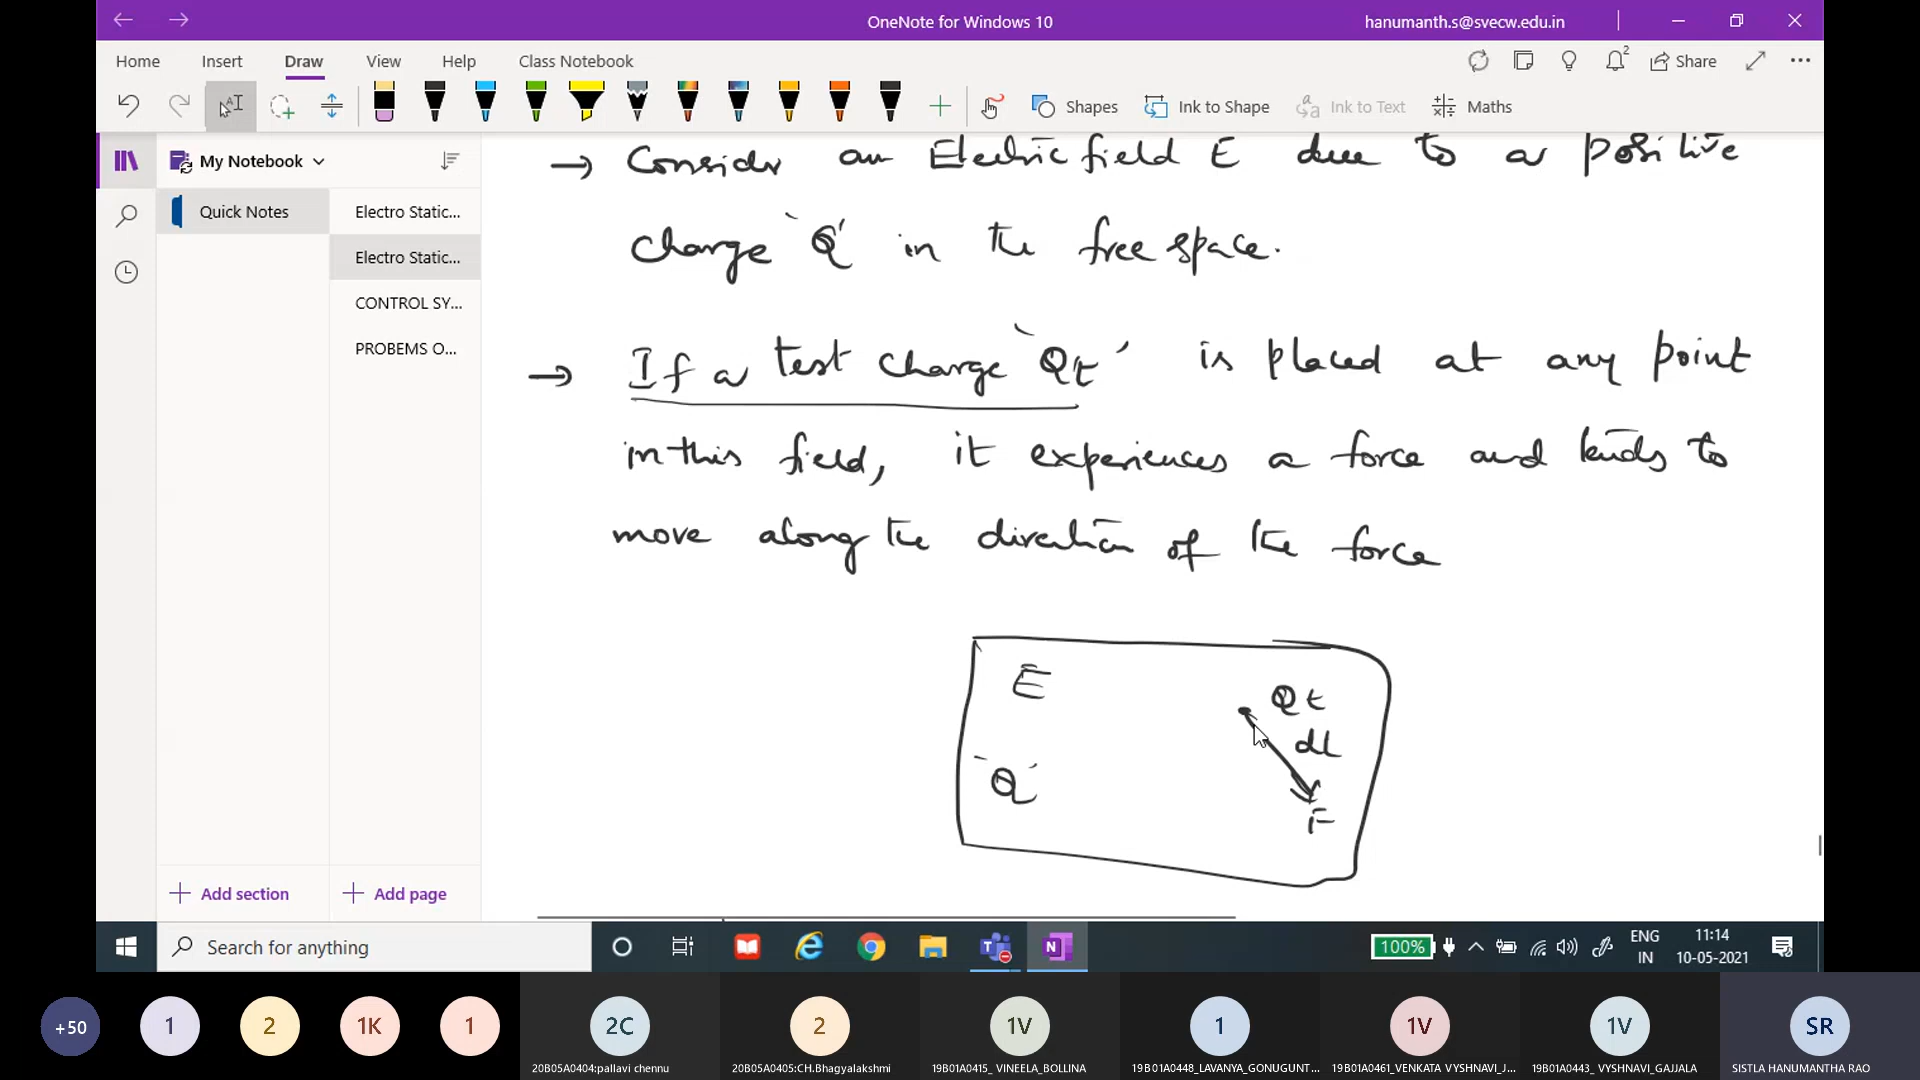 OneNote for Windows 10
hanumanth.s@svecw.edu.in
Home Insert Draw View Help Class Notebook
2
Share
Shapes Ink to Shape Ink to Text Maths
My Notebook
Quick Notes
Electro Static...
Electro Static...
CONTROL SY...
PROBEMS O...
→ Consider an Electric field E due to a positive
charge 'Q' in the free space.
→ If a test charge 'Qt' is placed at any point
in this field, it experiences a force and tends to
move along the direction of the force
E
Qt
dL
'Q'
F
Add section
Add page
Search for anything
100%
ENG
IN
11:14
10-05-2021
+50 1 2 1K 1 2C 2 1V 1 1V 1V SR
20B05A0404:pallavi chennu
20B05A0405:CH.Bhagyalakshmi
19B01A0415_ VINEELA_BOLLINA
19B01A0448_LAVANYA_GONUGUNT...
19B01A0461_VENKATA VYSHNAVI_J...
19B01A0443_ VYSHNAVI_GAJJALA
SISTLA HANUMANTHA RAO